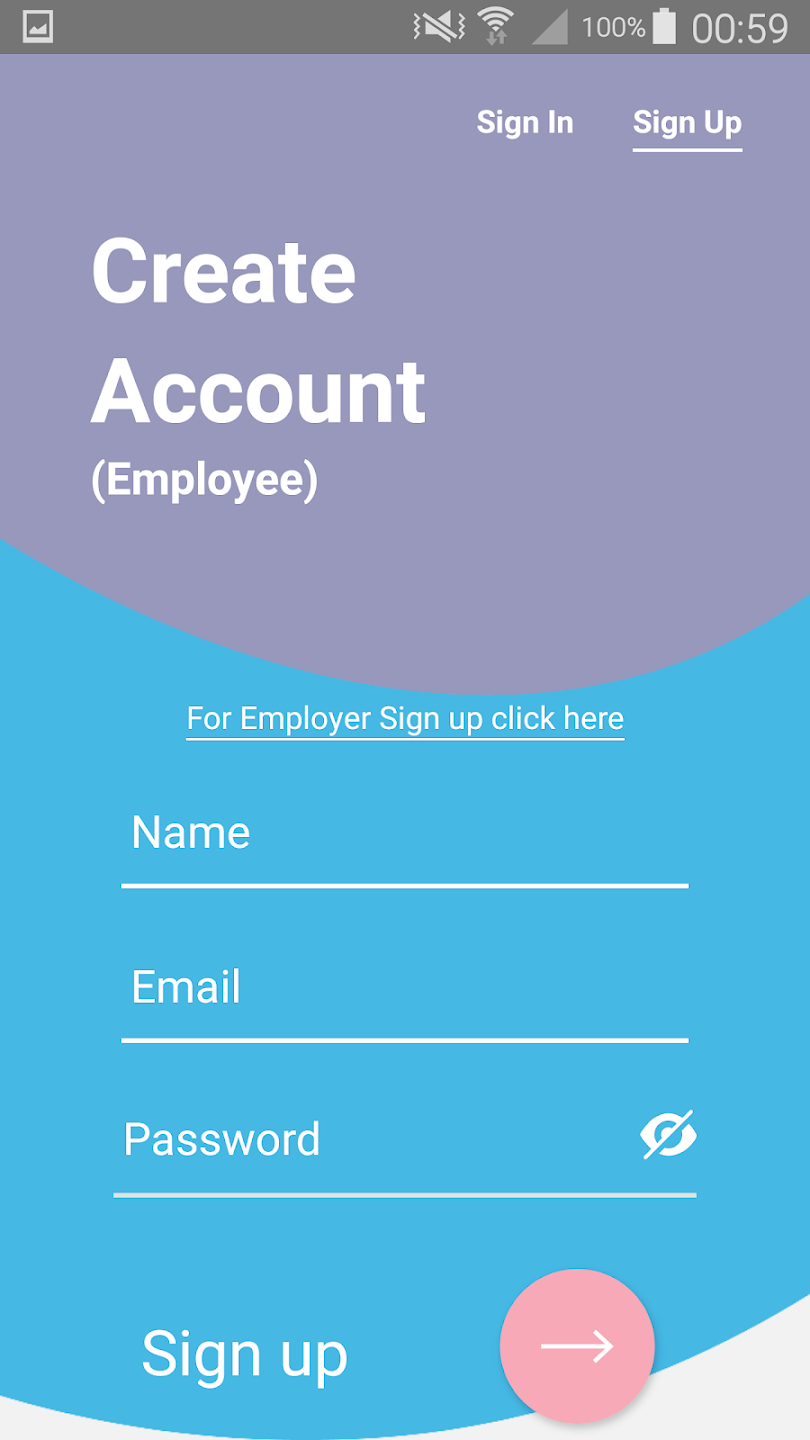 100% 00:59
Sign In Sign Up
Create
Account
(Employee)
For Employer Sign up click here
Name
Email
Password
Sign up